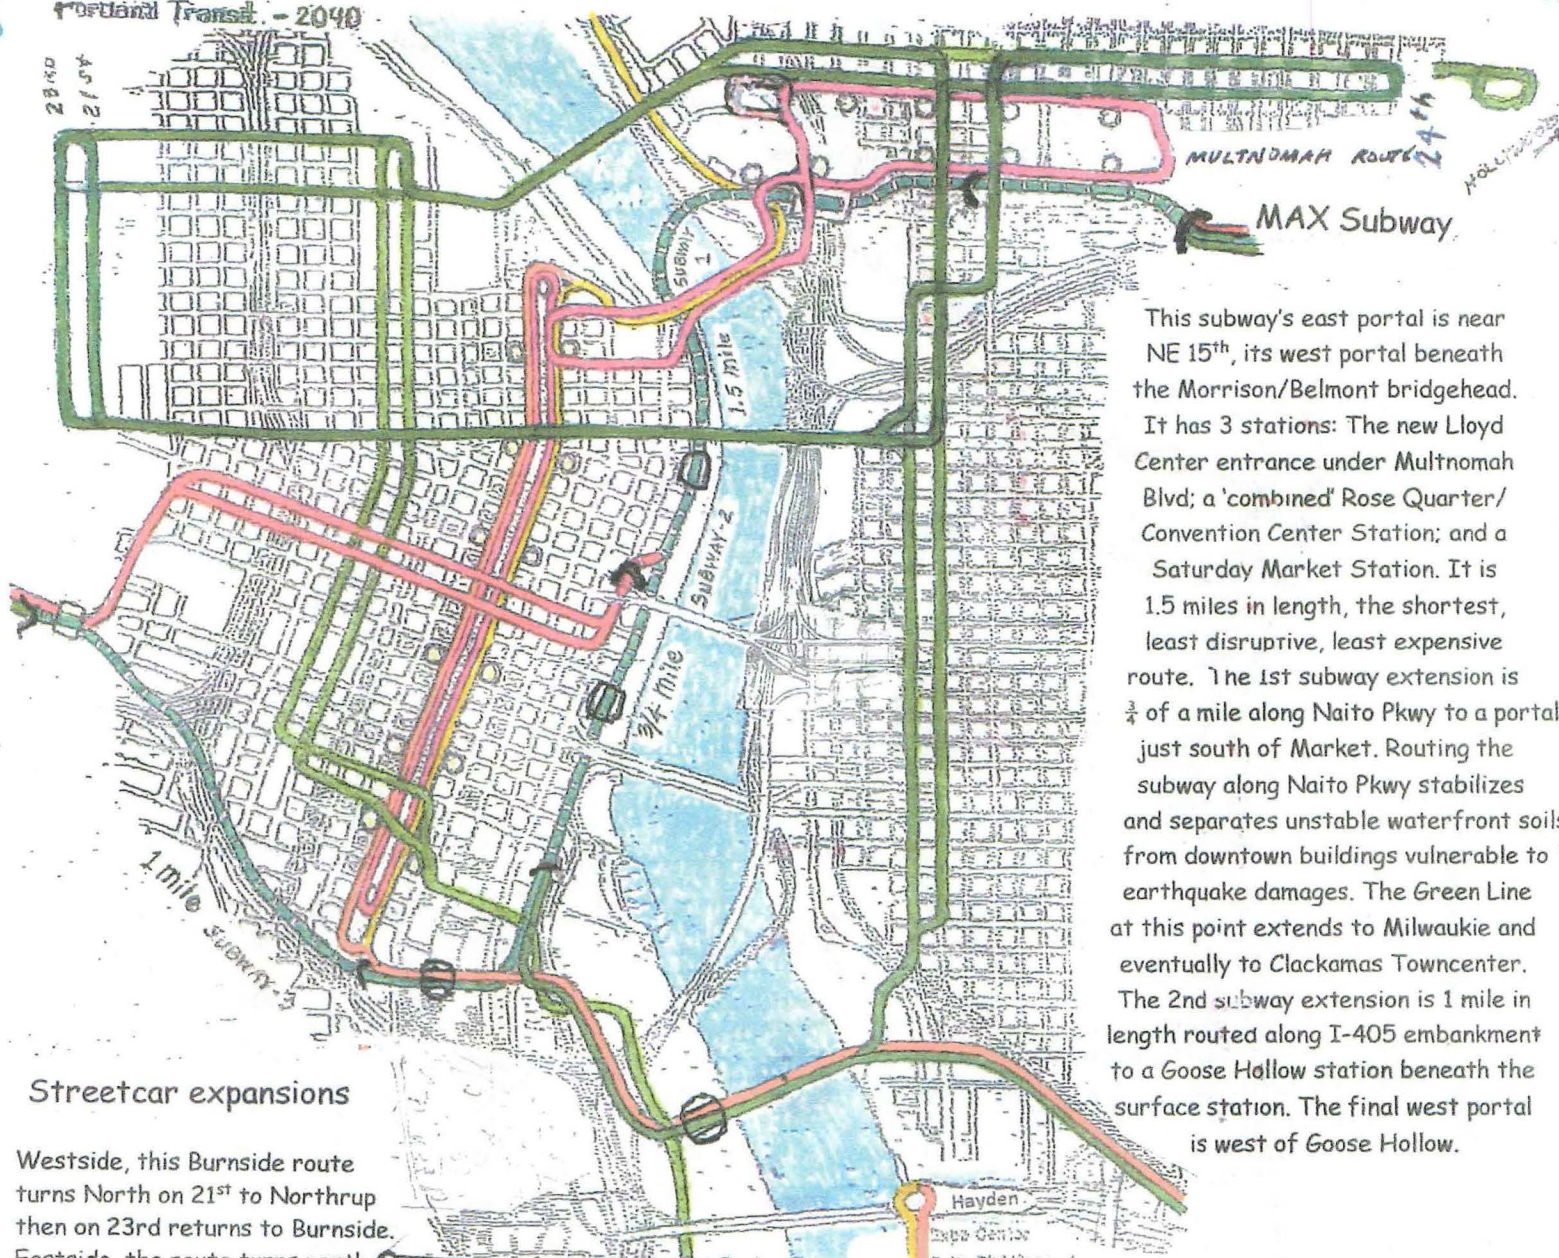 Portland Transit. - 2040
23RD
21st
24th
MULTNOMAH ROUTE
HOLLYWOOD
MAX Subway
SUBWAY 1
1.5 mile
SUBWAY-2
3/4 mile
1 mile
SUBWAY-3
This subway's east portal is near
NE 15th, its west portal beneath
the Morrison/Belmont bridgehead.
It has 3 stations: The new Lloyd
Center entrance under Multnomah
Blvd; a 'combined' Rose Quarter/
Convention Center Station; and a
Saturday Market Station. It is
1.5 miles in length, the shortest,
least disruptive, least expensive
route. The 1st subway extension is
¾ of a mile along Naito Pkwy to a portal
just south of Market. Routing the
subway along Naito Pkwy stabilizes
and separates unstable waterfront soils
from downtown buildings vulnerable to
earthquake damages. The Green Line
at this point extends to Milwaukie and
eventually to Clackamas Towncenter.
The 2nd subway extension is 1 mile in
length routed along I-405 embankment
to a Goose Hollow station beneath the
surface station. The final west portal
is west of Goose Hollow.
Streetcar expansions
Westside, this Burnside route
turns North on 21st to Northrup
then on 23rd returns to Burnside.
Hayden
Expo Center